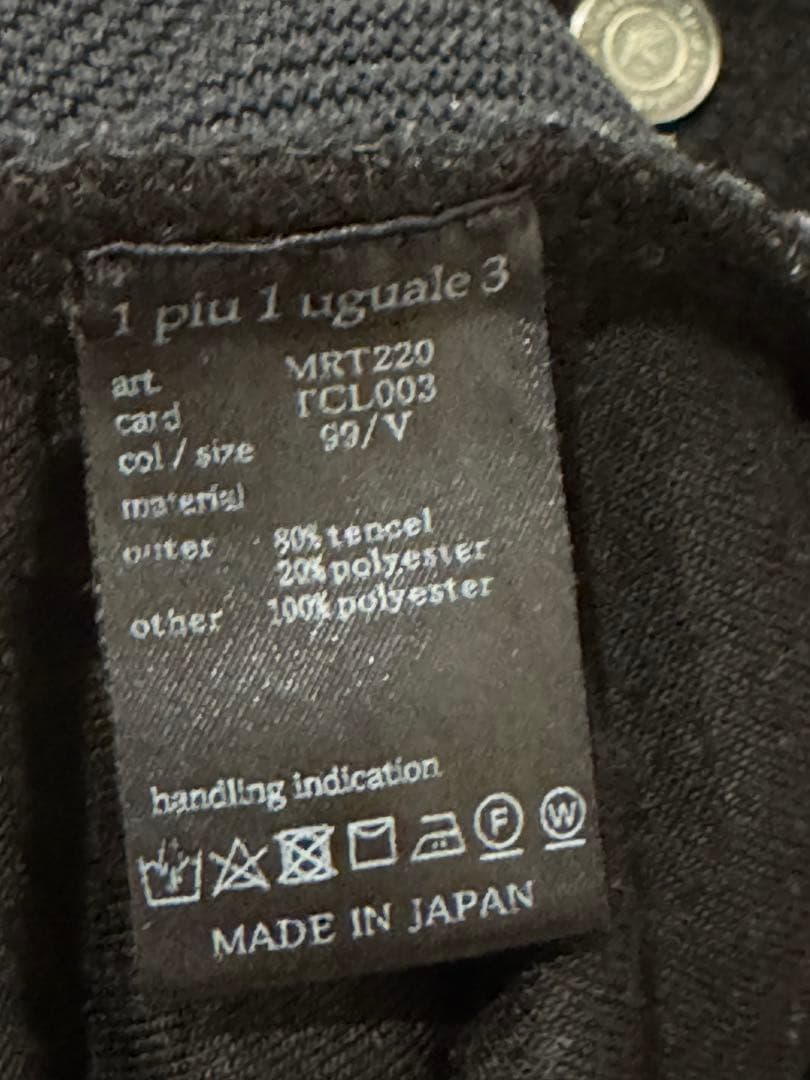 1 piu 1 uguale 3
art. MRT220
card TCL003
col / size 99/V
material
outer 80% tencel
20% polyester
other 100% polyester
handling indication
F W
MADE IN JAPAN